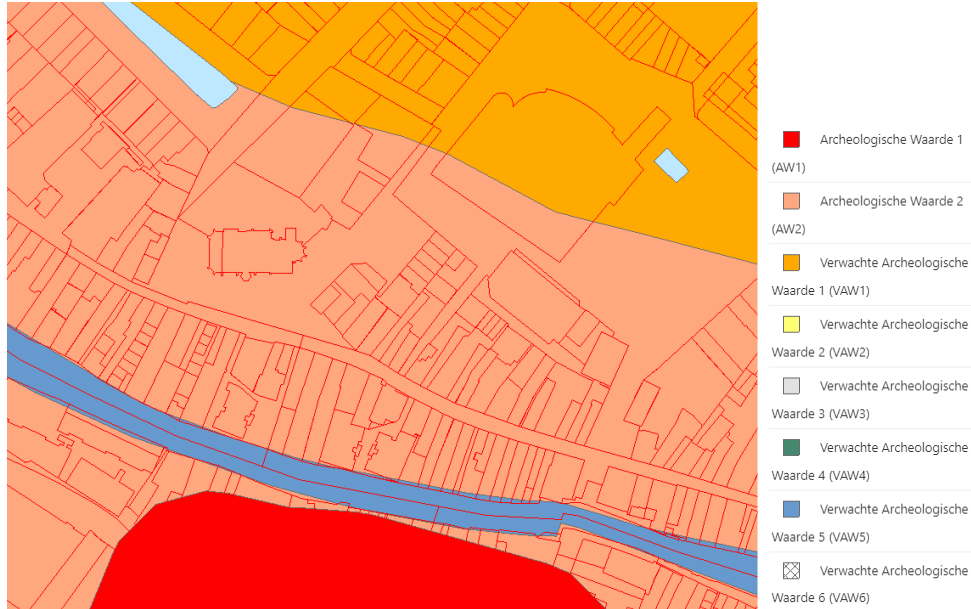 Archeologische Waarde 1
(AW1)
Archeologische Waarde 2
(AW2)
Verwachte Archeologische
Waarde 1 (VAW1)
Verwachte Archeologische
Waarde 2 (VAW2)
Verwachte Archeologische
Waarde 3 (VAW3)
Verwachte Archeologische
Waarde 4 (VAW4)
Verwachte Archeologische
Waarde 5 (VAW5)
Verwachte Archeologische
Waarde 6 (VAW6)